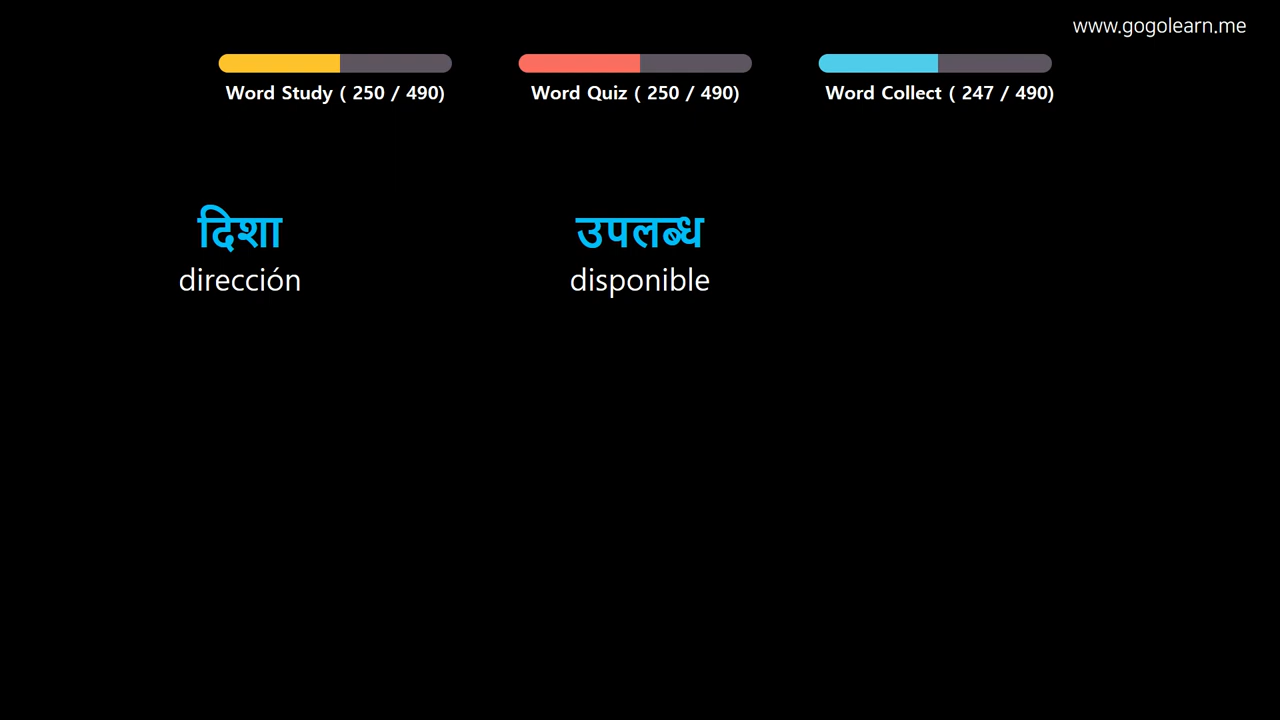 www.gogolearn.me
Word Study ( 250 / 490)
Word Quiz ( 250 / 490)
Word Collect ( 247 / 490)
दिशा
dirección
उपलब्ध
disponible